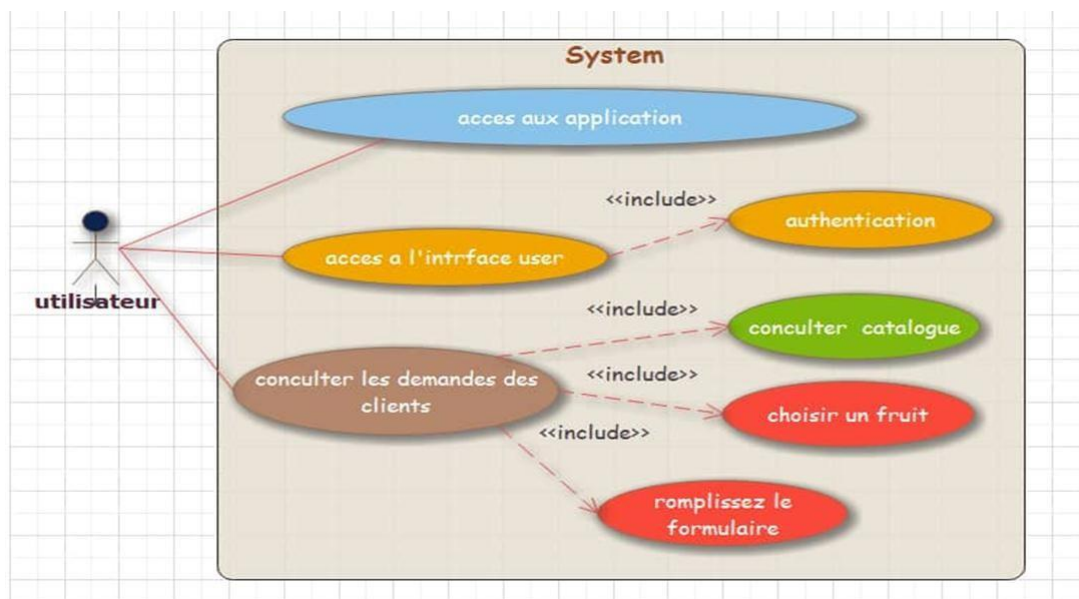 System
acces aux application
<<include>>
authentication
acces a l'intrface user
utilisateur
<<include>>
conculter catalogue
conculter les demandes des
clients
<<include>>
choisir un fruit
<<include>>
romplissez le
formulaire